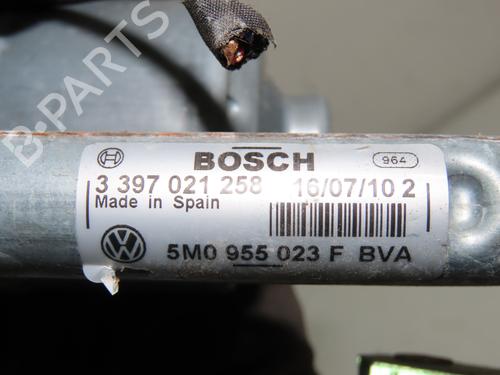 BOSCH 964
3 397 021 258 16/07/10 2
Made in Spain
5M0 955 023 F BVA
B-PARTS